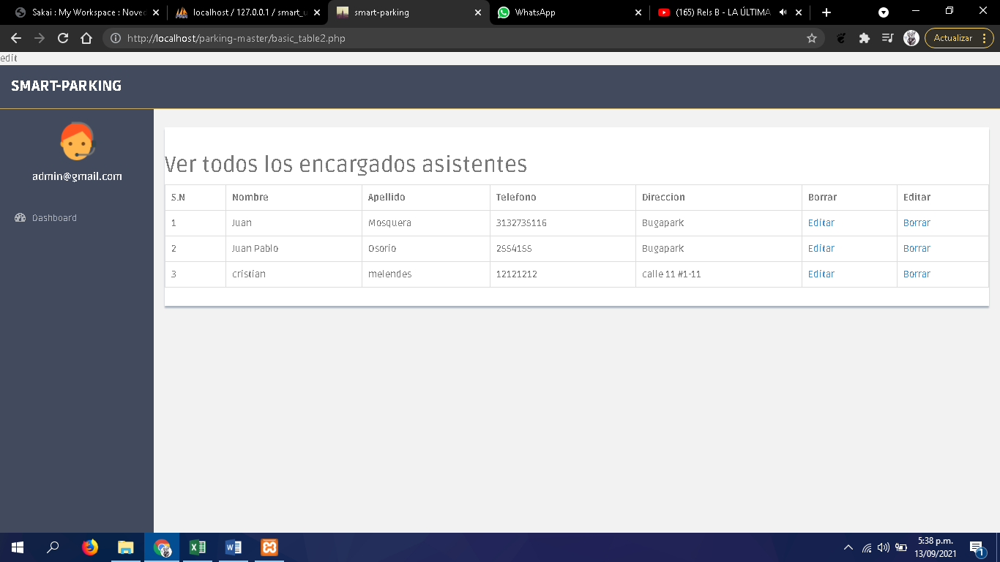 Sakai : My Workspace : Noved
localhost / 127.0.0.1 / smart_u
smart-parking
WhatsApp
(165) Rels B - LA ÚLTIMA
http://localhost/parking-master/basic_table2.php
Actualizar
edit
SMART-PARKING
admin@gmail.com
Dashboard
Ver todos los encargados asistentes
S.N Nombre Apellido Telefono Direccion Borrar Editar
1 Juan Mosquera 3132735116 Bugapark Editar Borrar
2 Juan Pablo Osorio 2554155 Bugapark Editar Borrar
3 cristian melendes 12121212 calle 11 #1-11 Editar Borrar
5:38 p.m.
13/09/2021
1